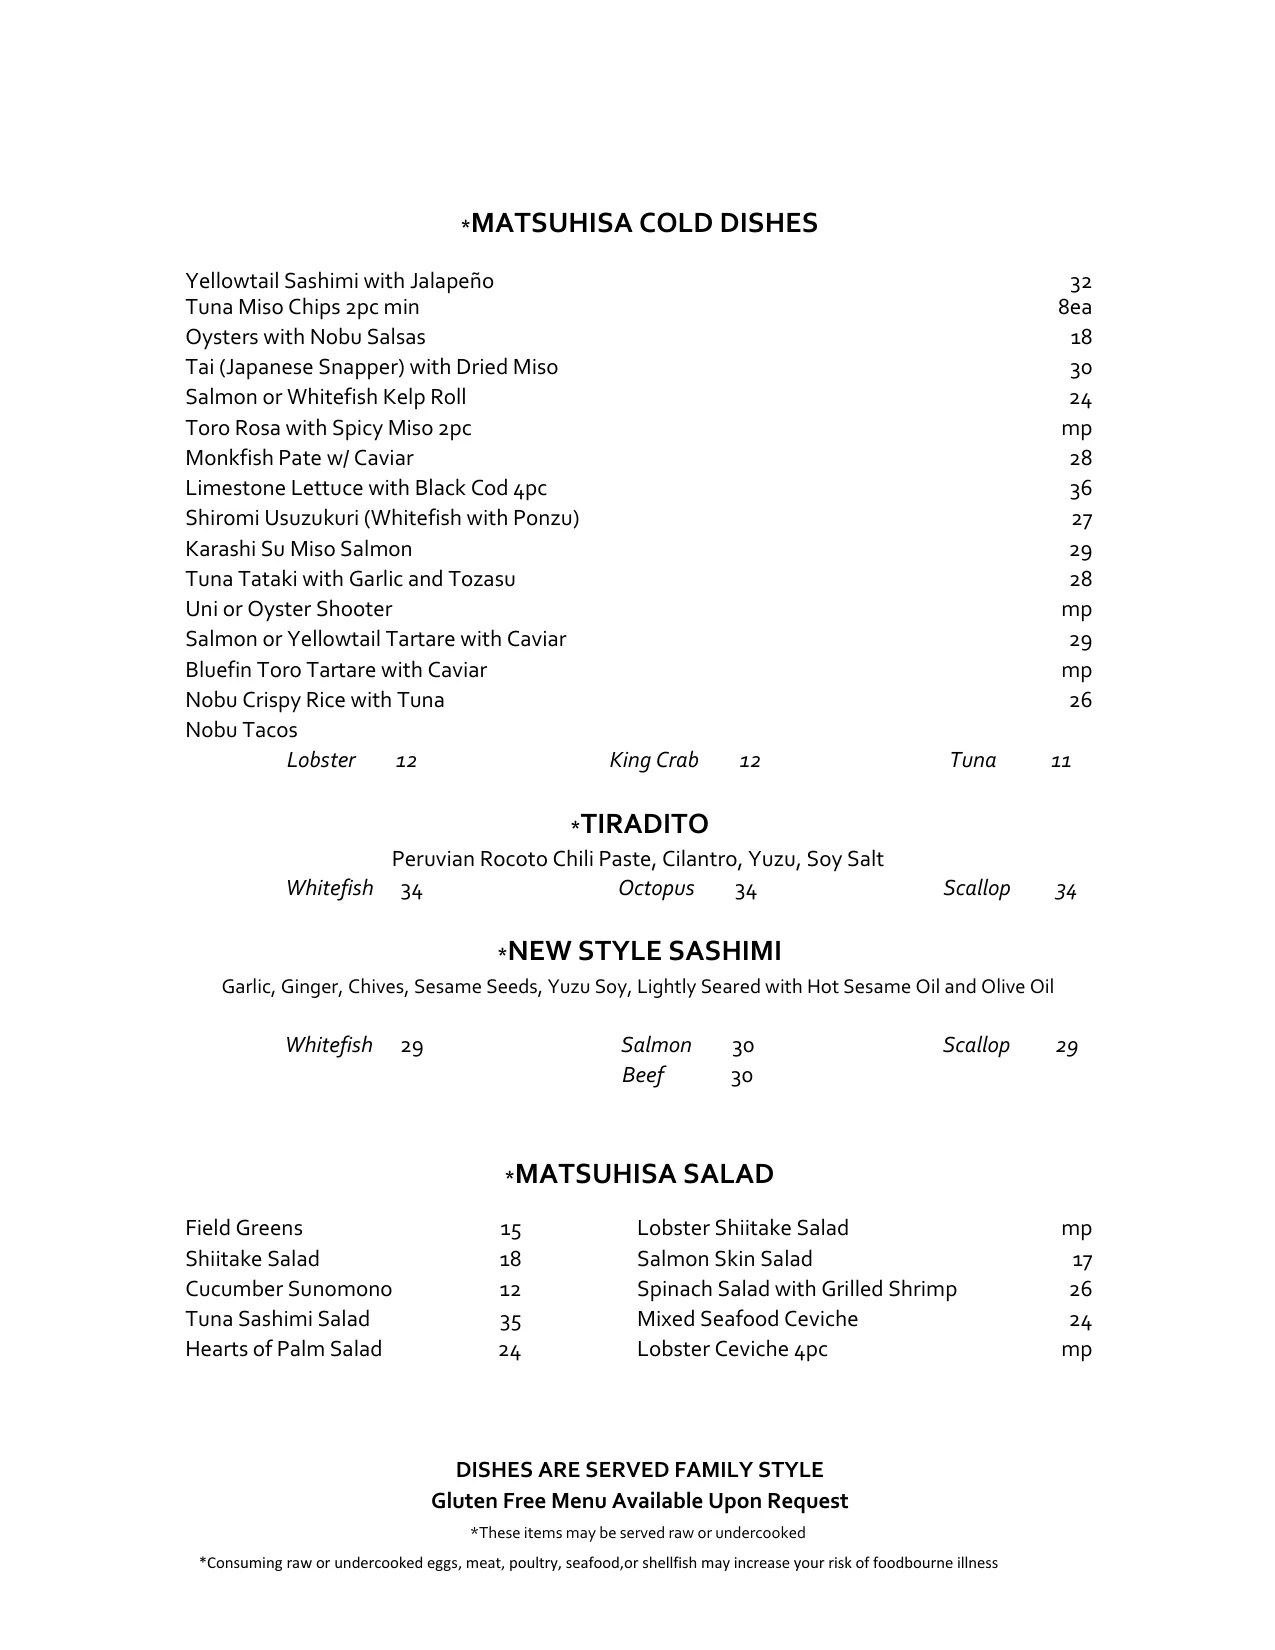 *MATSUHISA COLD DISHES
Yellowtail Sashimi with Jalapeño 32
Tuna Miso Chips 2pc min 8ea
Oysters with Nobu Salsas 18
Tai (Japanese Snapper) with Dried Miso 30
Salmon or Whitefish Kelp Roll 24
Toro Rosa with Spicy Miso 2pc mp
Monkfish Pate w/ Caviar 28
Limestone Lettuce with Black Cod 4pc 36
Shiromi Usuzukuri (Whitefish with Ponzu) 27
Karashi Su Miso Salmon 29
Tuna Tataki with Garlic and Tozasu 28
Uni or Oyster Shooter mp
Salmon or Yellowtail Tartare with Caviar 29
Bluefin Toro Tartare with Caviar mp
Nobu Crispy Rice with Tuna 26
Nobu Tacos
Lobster 12 King Crab 12 Tuna 11
*TIRADITO
Peruvian Rocoto Chili Paste, Cilantro, Yuzu, Soy Salt
Whitefish 34 Octopus 34 Scallop 34
*NEW STYLE SASHIMI
Garlic, Ginger, Chives, Sesame Seeds, Yuzu Soy, Lightly Seared with Hot Sesame Oil and Olive Oil
Whitefish 29 Salmon 30 Scallop 29
Beef 30
*MATSUHISA SALAD
Field Greens 15 Lobster Shiitake Salad mp
Shiitake Salad 18 Salmon Skin Salad 17
Cucumber Sunomono 12 Spinach Salad with Grilled Shrimp 26
Tuna Sashimi Salad 35 Mixed Seafood Ceviche 24
Hearts of Palm Salad 24 Lobster Ceviche 4pc mp
DISHES ARE SERVED FAMILY STYLE
Gluten Free Menu Available Upon Request
*These items may be served raw or undercooked
*Consuming raw or undercooked eggs, meat, poultry, seafood,or shellfish may increase your risk of foodbourne illness